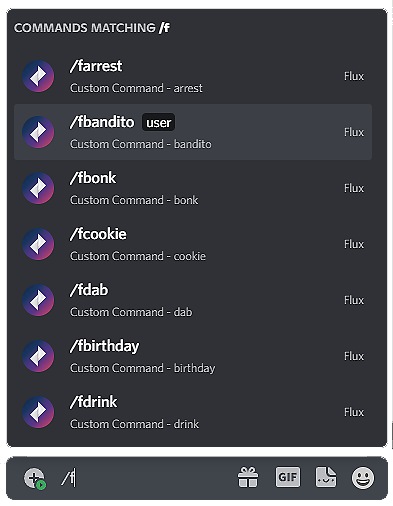 COMMANDS MATCHING /f
/farrest
Custom Command - arrest
Flux
/fbandito user
Custom Command - bandito
Flux
/fbonk
Custom Command - bonk
Flux
/fcookie
Custom Command - cookie
Flux
/fdab
Custom Command - dab
Flux
/fbirthday
Custom Command - birthday
Flux
/fdrink
Custom Command - drink
Flux
/f
GIF